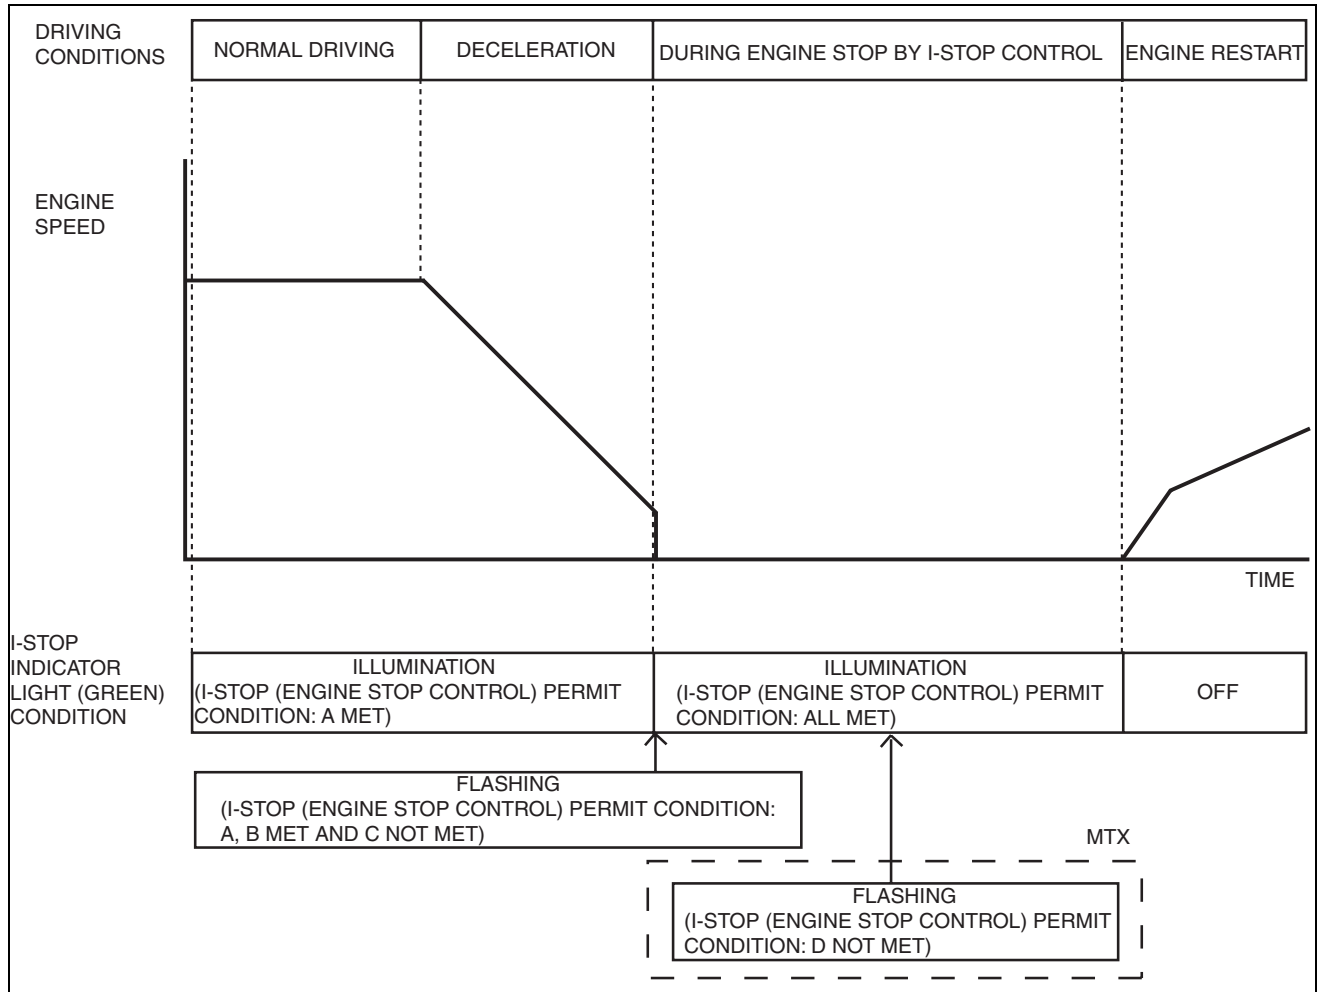 DRIVING
CONDITIONS
NORMAL DRIVING
DECELERATION
DURING ENGINE STOP BY I-STOP CONTROL
ENGINE RESTART
ENGINE
SPEED
TIME
I-STOP
INDICATOR
LIGHT (GREEN)
CONDITION
ILLUMINATION
(I-STOP (ENGINE STOP CONTROL) PERMIT
CONDITION: A MET)
ILLUMINATION
(I-STOP (ENGINE STOP CONTROL) PERMIT
CONDITION: ALL MET)
OFF
FLASHING
(I-STOP (ENGINE STOP CONTROL) PERMIT CONDITION:
A, B MET AND C NOT MET)
MTX
FLASHING
(I-STOP (ENGINE STOP CONTROL) PERMIT
CONDITION: D NOT MET)